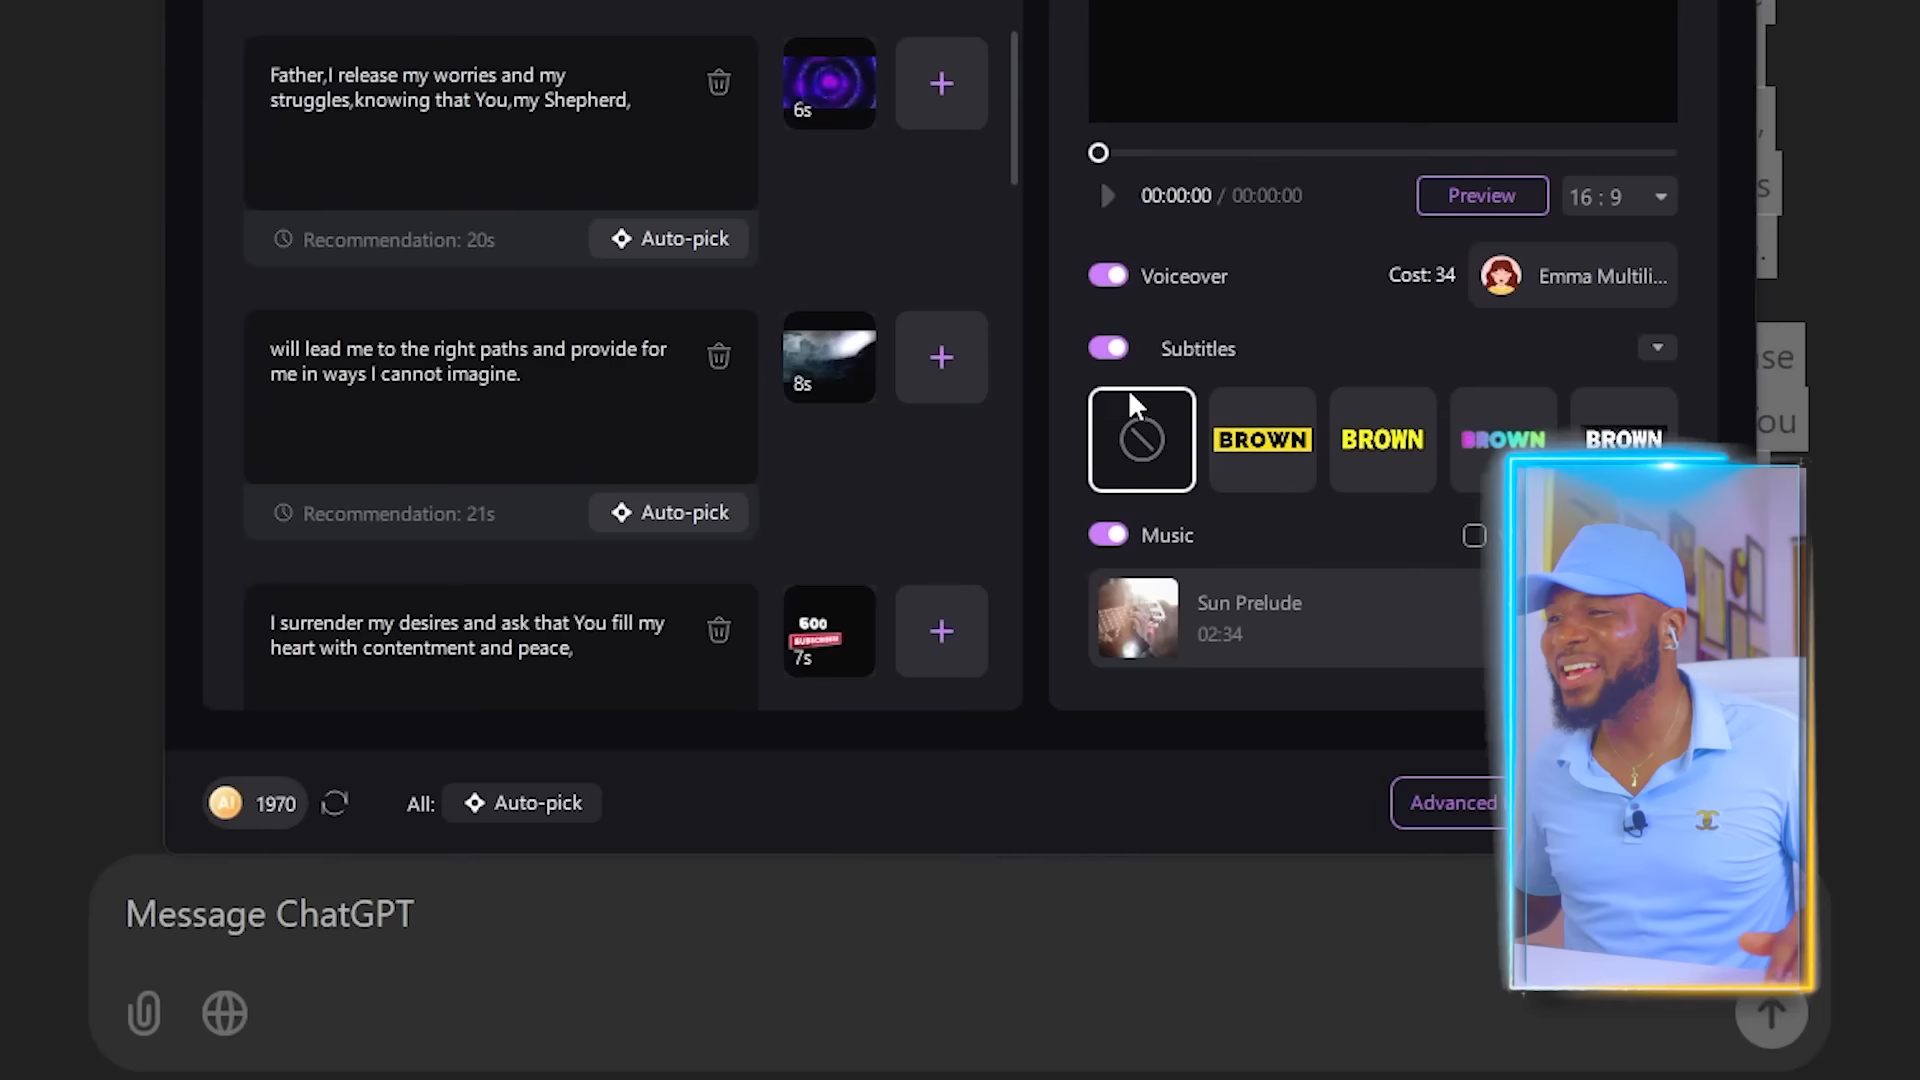 Father,I release my worries and my
struggles,knowing that You,my Shepherd,
6s
Recommendation: 20s
Auto-pick
will lead me to the right paths and provide for
me in ways I cannot imagine.
8s
Recommendation: 21s
Auto-pick
I surrender my desires and ask that You fill my
heart with contentment and peace,
600
SUBSCRIBERS
7s
00:00:00 / 00:00:00
Preview
16 : 9
Voiceover
Cost: 34
Emma Multili...
Subtitles
BROWN
BROWN
BROWN
BROWN
Music
Sun Prelude
02:34
AI
1970
All:
Auto-pick
Advanced
Message ChatGPT
ou